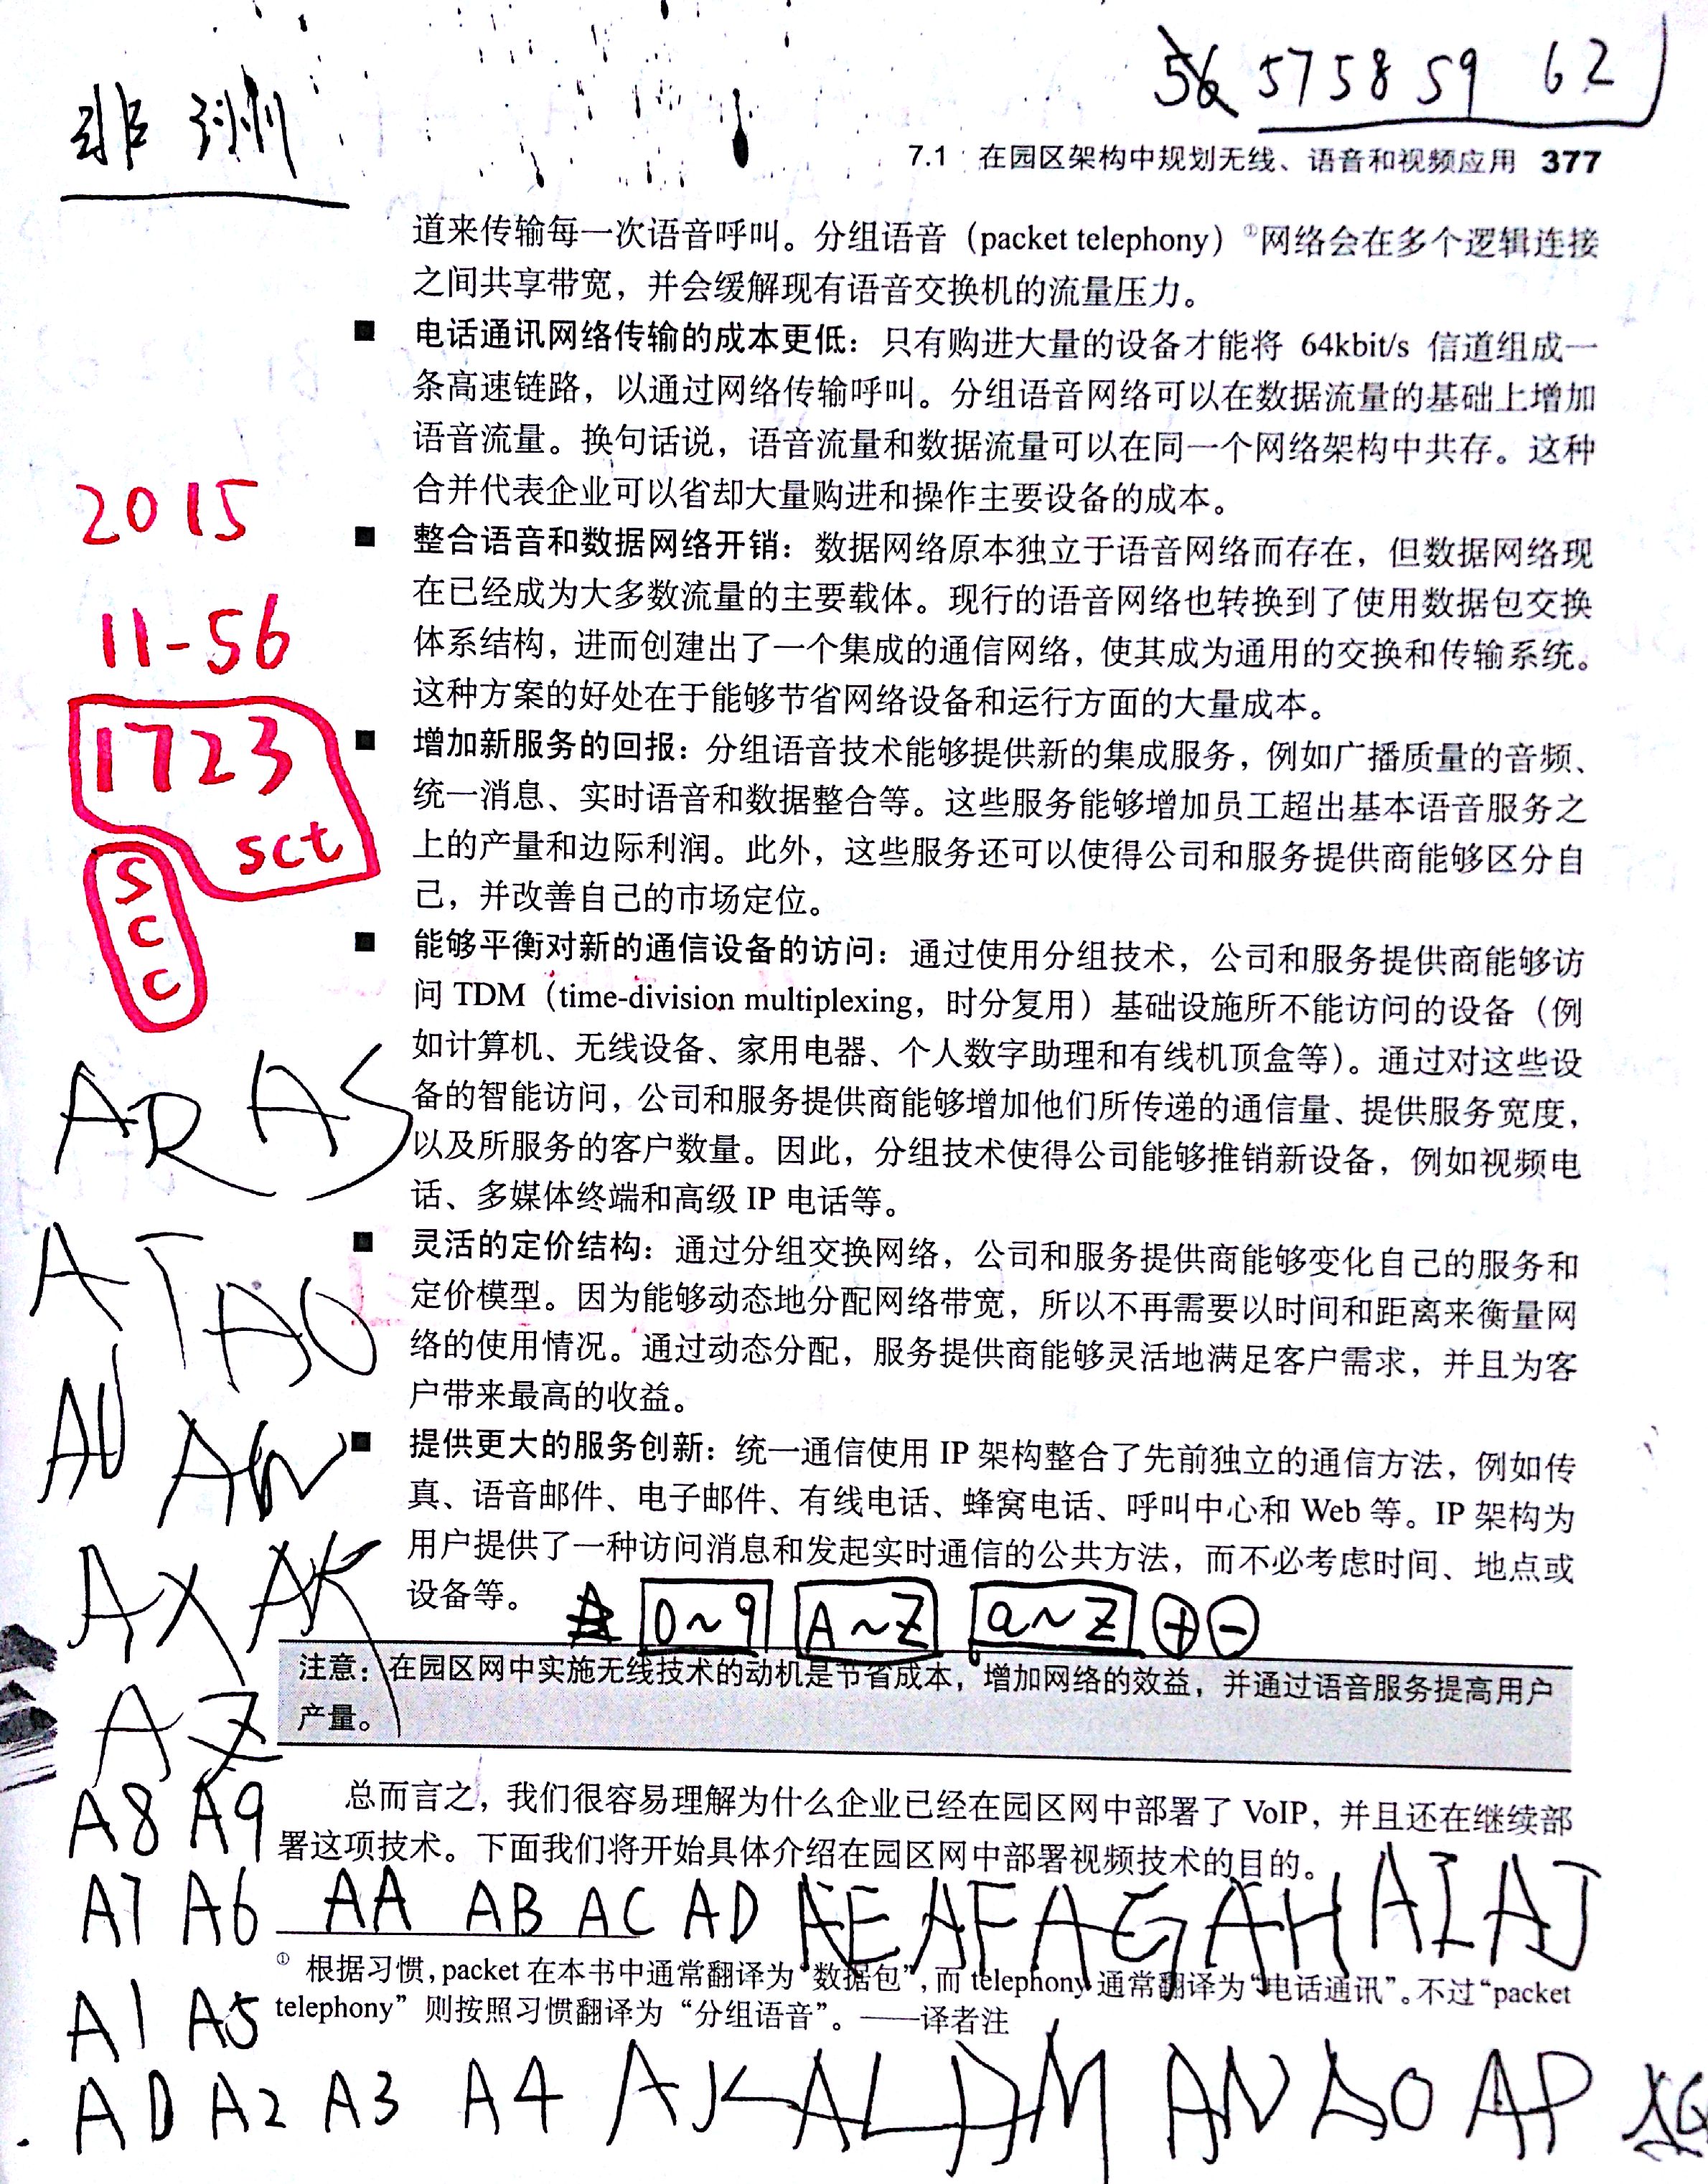 56 57 58 59 62
非洲
7.1 在园区架构中规划无线、语音和视频应用 377
道来传输每一次语音呼叫。分组语音（packet telephony）①网络会在多个逻辑连接
之间共享带宽，并会缓解现有语音交换机的流量压力。
■ 电话通讯网络传输的成本更低：只有购进大量的设备才能将 64kbit/s 信道组成一
条高速链路，以通过网络传输呼叫。分组语音网络可以在数据流量的基础上增加
语音流量。换句话说，语音流量和数据流量可以在同一个网络架构中共存。这种
合并代表企业可以省却大量购进和操作主要设备的成本。
■ 整合语音和数据网络开销：数据网络原本独立于语音网络而存在，但数据网络现
在已经成为大多数流量的主要载体。现行的语音网络也转换到了使用数据包交换
体系结构，进而创建出了一个集成的通信网络，使其成为通用的交换和传输系统。
这种方案的好处在于能够节省网络设备和运行方面的大量成本。
■ 增加新服务的回报：分组语音技术能够提供新的集成服务，例如广播质量的音频、
统一消息、实时语音和数据整合等。这些服务能够增加员工超出基本语音服务之
上的产量和边际利润。此外，这些服务还可以使得公司和服务提供商能够区分自
己，并改善自己的市场定位。
■ 能够平衡对新的通信设备的访问：通过使用分组技术，公司和服务提供商能够访
问 TDM（time-division multiplexing，时分复用）基础设施所不能访问的设备（例
如计算机、无线设备、家用电器、个人数字助理和有线机顶盒等）。通过对这些设
备的智能访问，公司和服务提供商能够增加他们所传递的通信量、提供服务宽度，
以及所服务的客户数量。因此，分组技术使得公司能够推销新设备，例如视频电
话、多媒体终端和高级 IP 电话等。
■ 灵活的定价结构：通过分组交换网络，公司和服务提供商能够变化自己的服务和
定价模型。因为能够动态地分配网络带宽，所以不再需要以时间和距离来衡量网
络的使用情况。通过动态分配，服务提供商能够灵活地满足客户需求，并且为客
户带来最高的收益。
■ 提供更大的服务创新：统一通信使用 IP 架构整合了先前独立的通信方法，例如传
真、语音邮件、电子邮件、有线电话、蜂窝电话、呼叫中心和 Web 等。IP 架构为
用户提供了一种访问消息和发起实时通信的公共方法，而不必考虑时间、地点或
设备等。
0~9 A~Z a~z + -
注意：在园区网中实施无线技术的动机是节省成本，增加网络的效益，并通过语音服务提高用户
产量。
总而言之，我们很容易理解为什么企业已经在园区网中部署了 VoIP，并且还在继续部
署这项技术。下面我们将开始具体介绍在园区网中部署视频技术的目的。
① 根据习惯，packet 在本书中通常翻译为“数据包”，而 telephony 通常翻译为“电话通讯”。不过“packet
telephony” 则按照习惯翻译为“分组语音”。——译者注
2015
11-56
1723
sct
S
C
C
AR AS
AT AO
AU AW
AX AK
AZ
A8 A9
A7 A6 AA AB AC AD AE AF AG AH AI AJ
A1 A5
A0 A2 A3 A4 AK AL AM AN AO AP